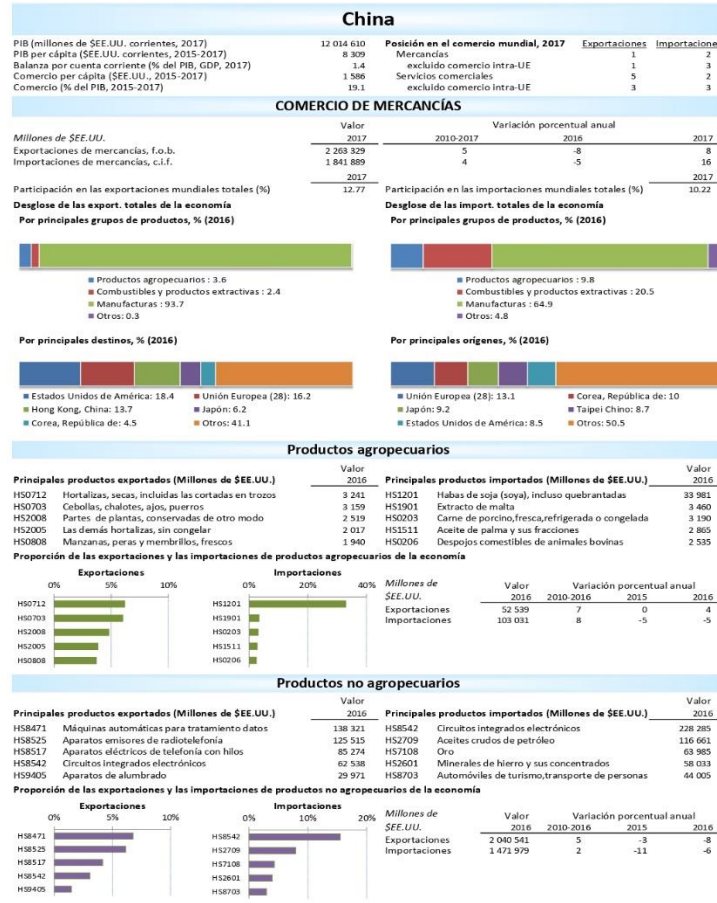 China
PIB (millones de $EE.UU. corrientes, 2017) 12 014 610
PIB per cápita ($EE.UU. corrientes, 2015-2017) 8 309
Balanza por cuenta corriente (% del PIB, GDP, 2017) 1.4
Comercio per cápita ($EE.UU., 2015-2017) 1 586
Comercio (% del PIB, 2015-2017) 19.1
Posición en el comercio mundial, 2017 Exportaciones Importacione
Mercancías 1 2
excluido comercio intra-UE 1 3
Servicios comerciales 5 2
excluido comercio intra-UE 3 3
COMERCIO DE MERCANCÍAS
Valor Variación porcentual anual
Millones de $EE.UU. 2017 2010-2017 2016 2017
Exportaciones de mercancías, f.o.b. 2 263 329 5 -8 8
Importaciones de mercancías, c.i.f. 1 841 889 4 -5 16
2017 2017
Participación en las exportaciones mundiales totales (%) 12.77 Participación en las importaciones mundiales totales (%) 10.22
Desglose de las export. totales de la economía
Por principales grupos de productos, % (2016)
Productos agropecuarios : 3.6
Combustibles y productos extractivas : 2.4
Manufacturas : 93.7
Otros: 0.3
Desglose de las import. totales de la economía
Por principales grupos de productos, % (2016)
Productos agropecuarios : 9.8
Combustibles y productos extractivas : 20.5
Manufacturas : 64.9
Otros: 4.8
Por principales destinos, % (2016)
Estados Unidos de América: 18.4 Unión Europea (28): 16.2
Hong Kong, China: 13.7 Japón: 6.2
Corea, República de: 4.5 Otros: 41.1
Por principales orígenes, % (2016)
Unión Europea (28): 13.1 Corea, República de: 10
Japón: 9.2 Taipei Chino: 8.7
Estados Unidos de América: 8.5 Otros: 50.5
Productos agropecuarios
Valor
Principales productos exportados (Millones de $EE.UU.) 2016
HS0712 Hortalizas, secas, incluidas las cortadas en trozos 3 241
HS0703 Cebollas, chalotes, ajos, puerros 3 159
HS2008 Partes de plantas, conservadas de otro modo 2 519
HS2005 Las demás hortalizas, sin congelar 2 017
HS0808 Manzanas, peras y membrillos, frescos 1 940
Valor
Principales productos importados (Millones de $EE.UU.) 2016
HS1201 Habas de soja (soya), incluso quebrantadas 33 981
HS1901 Extracto de malta 3 460
HS0203 Carne de porcino,fresca,refrigerada o congelada 3 190
HS1511 Aceite de palma y sus fracciones 2 865
HS0206 Despojos comestibles de animales bovinas 2 535
Proporción de las exportaciones y las importaciones de productos agropecuarios de la economía
Exportaciones
0% 5% 10%
HS0712
HS0703
HS2008
HS2005
HS0808
Importaciones
0% 20% 40%
HS1201
HS1901
HS0203
HS1511
HS0206
Millones de Valor Variación porcentual anual
$EE.UU. 2016 2010-2016 2015 2016
Exportaciones 52 539 7 0 4
Importaciones 103 031 8 -5 -5
Productos no agropecuarios
Valor
Principales productos exportados (Millones de $EE.UU.) 2016
HS8471 Máquinas automáticas para tratamiento datos 138 321
HS8525 Aparatos emisores de radiotelefonía 125 515
HS8517 Aparatos eléctricos de telefonía con hilos 85 274
HS8542 Circuitos integrados electrónicos 62 538
HS9405 Aparatos de alumbrado 29 971
Valor
Principales productos importados (Millones de $EE.UU.) 2016
HS8542 Circuitos integrados electrónicos 228 285
HS2709 Aceites crudos de petróleo 116 661
HS7108 Oro 63 985
HS2601 Minerales de hierro y sus concentrados 58 033
HS8703 Automóviles de turismo,transporte de personas 44 005
Proporción de las exportaciones y las importaciones de productos no agropecuarios de la economía
Exportaciones
0% 10% 10%
HS8471
HS8525
HS8517
HS8542
HS9405
Importaciones
0% 10% 20%
HS8542
HS2709
HS7108
HS2601
HS8703
Millones de Valor Variación porcentual anual
$EE.UU. 2016 2010-2016 2015 2016
Exportaciones 2 040 541 5 -3 -8
Importaciones 1 471 979 2 -11 -6